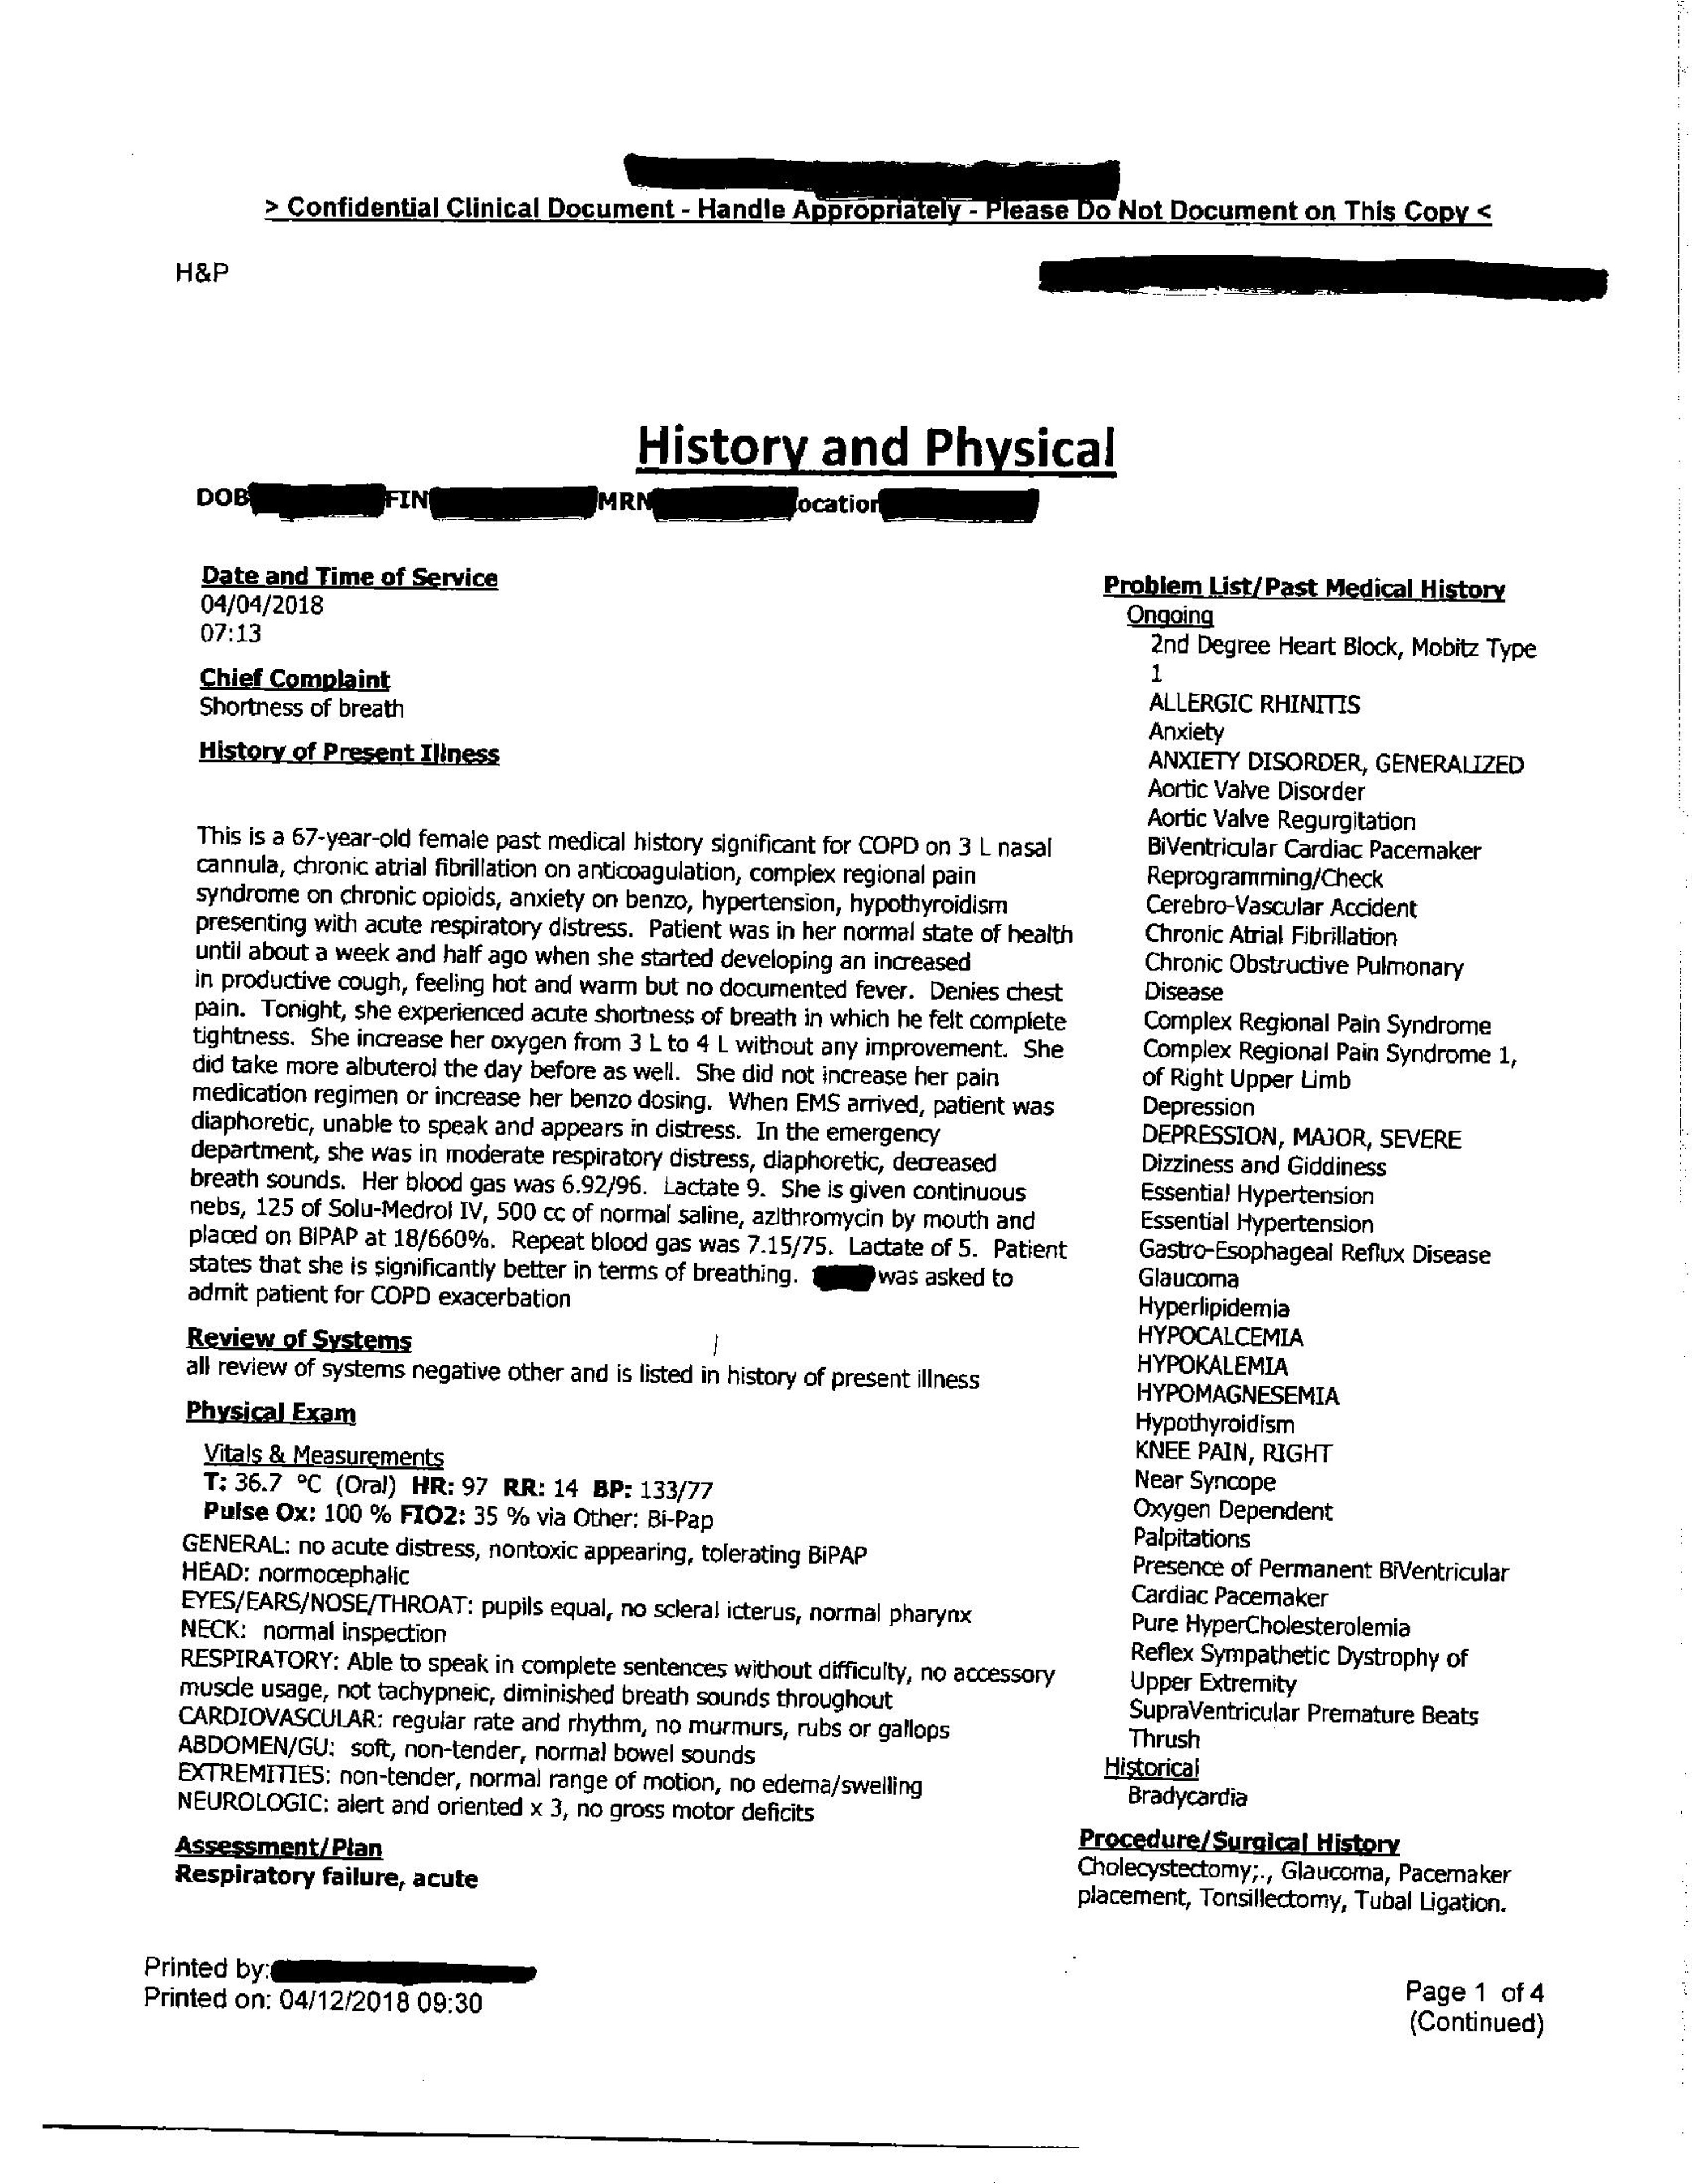 > Confidential Clinical Document - Handle Appropriately - Please Do Not Document on This Copy <
H&P
History and Physical
DOB FIN MRN ocation
Date and Time of Service
04/04/2018
07:13
Chief Complaint
Shortness of breath
History of Present Illness
This is a 67-year-old female past medical history significant for COPD on 3 L nasal
cannula, chronic atrial fibrillation on anticoagulation, complex regional pain
syndrome on chronic opioids, anxiety on benzo, hypertension, hypothyroidism
presenting with acute respiratory distress. Patient was in her normal state of health
until about a week and half ago when she started developing an increased
in productive cough, feeling hot and warm but no documented fever. Denies chest
pain. Tonight, she experienced acute shortness of breath in which he felt complete
tightness. She increase her oxygen from 3 L to 4 L without any improvement. She
did take more albuterol the day before as well. She did not increase her pain
medication regimen or increase her benzo dosing. When EMS arrived, patient was
diaphoretic, unable to speak and appears in distress. In the emergency
department, she was in moderate respiratory distress, diaphoretic, decreased
breath sounds. Her blood gas was 6.92/96. Lactate 9. She is given continuous
nebs, 125 of Solu-Medrol IV, 500 cc of normal saline, azithromycin by mouth and
placed on BIPAP at 18/660%. Repeat blood gas was 7.15/75. Lactate of 5. Patient
states that she is significantly better in terms of breathing. was asked to
admit patient for COPD exacerbation
Review of Systems
all review of systems negative other and is listed in history of present illness
Physical Exam
Vitals & Measurements
T: 36.7 °C (Oral) HR: 97 RR: 14 BP: 133/77
Pulse Ox: 100 % FIO2: 35 % via Other: Bi-Pap
GENERAL: no acute distress, nontoxic appearing, tolerating BiPAP
HEAD: normocephalic
EYES/EARS/NOSE/THROAT: pupils equal, no scleral icterus, normal pharynx
NECK: normal inspection
RESPIRATORY: Able to speak in complete sentences without difficulty, no accessory
muscle usage, not tachypneic, diminished breath sounds throughout
CARDIOVASCULAR: regular rate and rhythm, no murmurs, rubs or gallops
ABDOMEN/GU: soft, non-tender, normal bowel sounds
EXTREMITIES: non-tender, normal range of motion, no edema/swelling
NEUROLOGIC: alert and oriented x 3, no gross motor deficits
Assessment/Plan
Respiratory failure, acute
Problem List/Past Medical History
Ongoing
2nd Degree Heart Block, Mobitz Type
1
ALLERGIC RHINITIS
Anxiety
ANXIETY DISORDER, GENERALIZED
Aortic Valve Disorder
Aortic Valve Regurgitation
BiVentricular Cardiac Pacemaker
Reprogramming/Check
Cerebro-Vascular Accident
Chronic Atrial Fibrillation
Chronic Obstructive Pulmonary
Disease
Complex Regional Pain Syndrome
Complex Regional Pain Syndrome 1,
of Right Upper Limb
Depression
DEPRESSION, MAJOR, SEVERE
Dizziness and Giddiness
Essential Hypertension
Essential Hypertension
Gastro-Esophageal Reflux Disease
Glaucoma
Hyperlipidemia
HYPOCALCEMIA
HYPOKALEMIA
HYPOMAGNESEMIA
Hypothyroidism
KNEE PAIN, RIGHT
Near Syncope
Oxygen Dependent
Palpitations
Presence of Permanent BiVentricular
Cardiac Pacemaker
Pure HyperCholesterolemia
Reflex Sympathetic Dystrophy of
Upper Extremity
SupraVentricular Premature Beats
Thrush
Historical
Bradycardia
Procedure/Surgical History
Cholecystectomy;., Glaucoma, Pacemaker
placement, Tonsillectomy, Tubal Ligation.
Printed by:
Printed on: 04/12/2018 09:30
Page 1 of 4
(Continued)